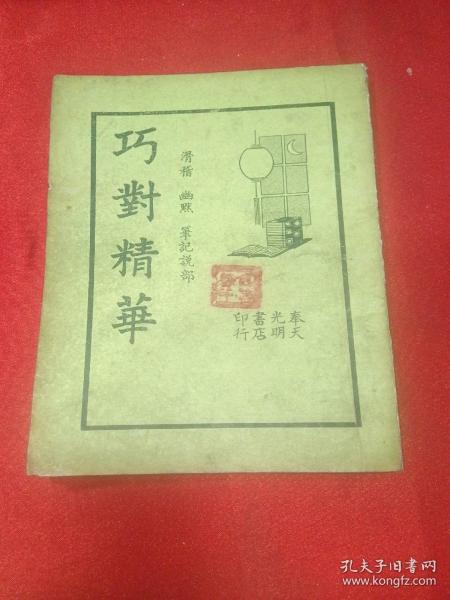 巧對精華
滑稽 幽默 筆記說部
奉天
光明
書店
印行
孔夫子旧书网
www.kongfz.com